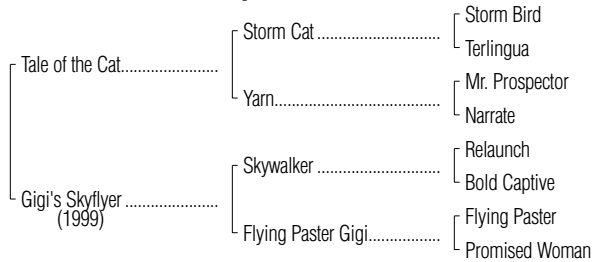 Storm Bird
Storm Cat ..............................
Terlingua
Tale of the Cat.......................
Mr. Prospector
Yarn.......................................
Narrate
Relaunch
Skywalker ..............................
Bold Captive
Gigi's Skyflyer ......................
(1999)
Flying Paster
Flying Paster Gigi.................
Promised Woman